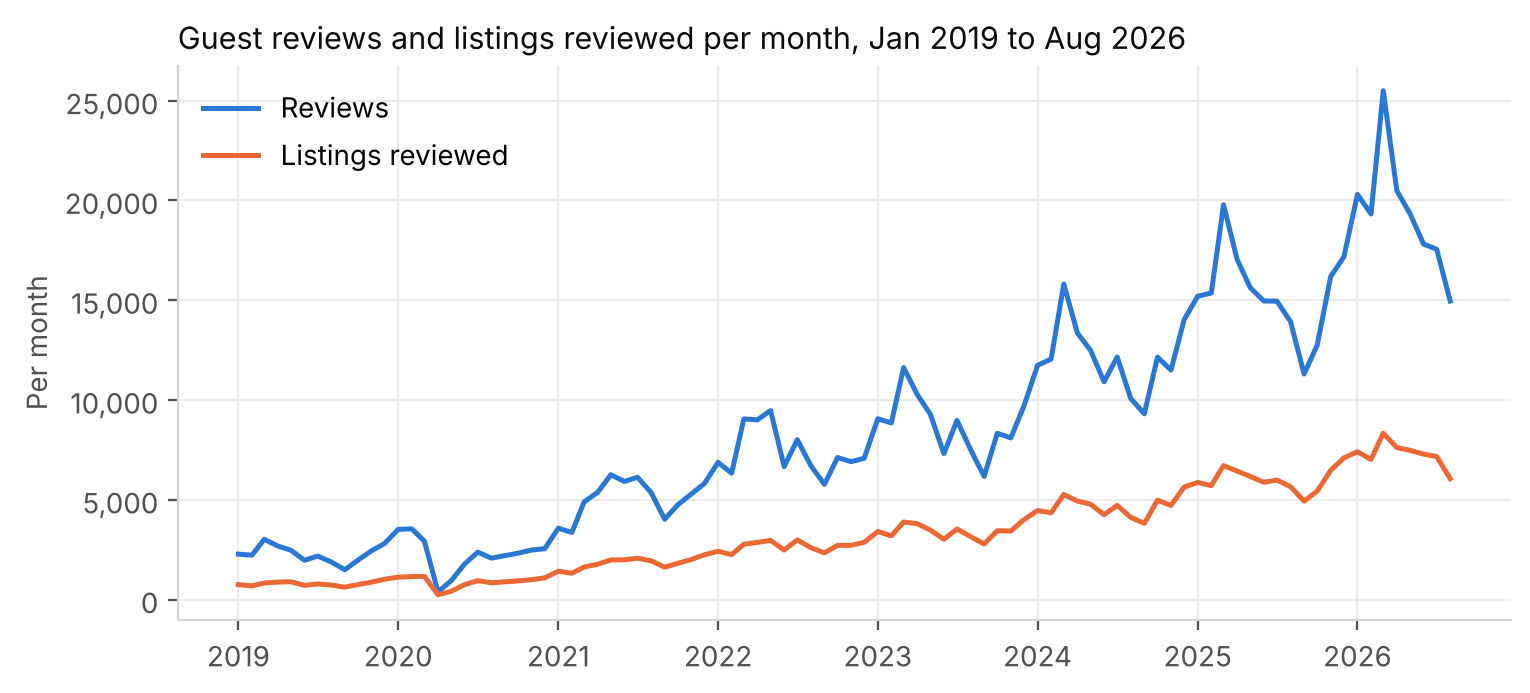 Guest reviews and listings reviewed per month, Jan 2019 to Aug 2026
Reviews
Listings reviewed
Per month
25,000
20,000
15,000
10,000
5,000
0
2019 2020 2021 2022 2023 2024 2025 2026